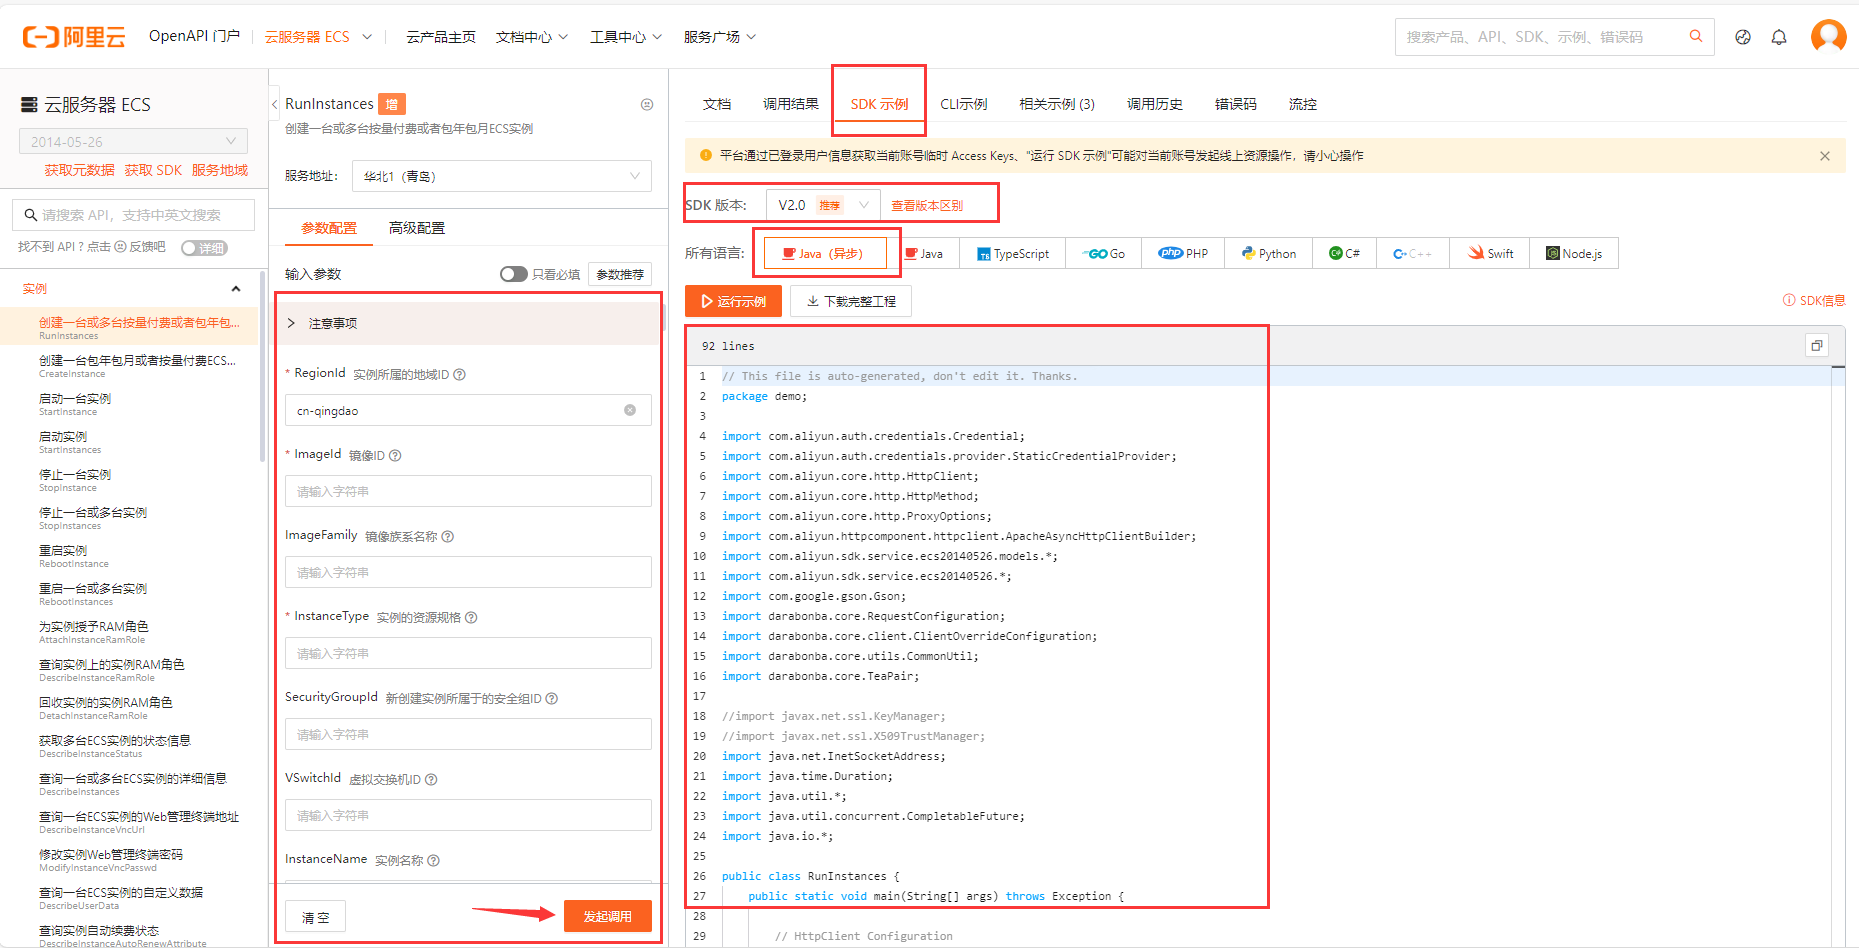 阿里云 OpenAPI 门户 云服务器 ECS 云产品主页 文档中心 工具中心 服务广场 搜索产品、API、SDK、示例、错误码
云服务器 ECS
2014-05-26
获取元数据 获取 SDK 服务地域
请搜索 API，支持中英文搜索
找不到 API ? 点击 反馈吧 详细
实例
创建一台或多台按量付费或者包年包...
RunInstances
创建一台包年包月或者按量付费ECS...
CreateInstance
启动一台实例
StartInstance
启动实例
StartInstances
停止一台实例
StopInstance
停止一台或多台实例
StopInstances
重启实例
RebootInstance
重启一台或多台实例
RebootInstances
为实例授予RAM角色
AttachInstanceRamRole
查询实例上的实例RAM角色
DescribeInstanceRamRole
回收实例的实例RAM角色
DetachInstanceRamRole
获取多台ECS实例的状态信息
DescribeInstanceStatus
查询一台或多台ECS实例的详细信息
DescribeInstances
查询一台ECS实例的Web管理终端地址
DescribeInstanceVncUrl
修改实例Web管理终端密码
ModifyInstanceVncPasswd
查询一台ECS实例的自定义数据
DescribeUserData
查询实例自动续费状态
DescribeInstanceAutoRenewAttribute
RunInstances 增
创建一台或多台按量付费或者包年包月ECS实例
服务地址: 华北1（青岛）
参数配置 高级配置
输入参数 只看必填 参数推荐
注意事项
* RegionId 实例所属的地域ID
cn-qingdao
* ImageId 镜像ID
请输入字符串
ImageFamily 镜像族系名称
请输入字符串
* InstanceType 实例的资源规格
请输入字符串
SecurityGroupId 新创建实例所属于的安全组ID
请输入字符串
VSwitchId 虚拟交换机ID
请输入字符串
InstanceName 实例名称
清空 发起调用
文档 调用结果 SDK 示例 CLI示例 相关示例 (3) 调用历史 错误码 流控
平台通过已登录用户信息获取当前账号临时 Access Keys、"运行 SDK 示例"可能对当前账号发起线上资源操作，请小心操作
SDK 版本: V2.0 推荐 查看版本区别
所有语言: Java（异步） Java TypeScript Go PHP Python C# C++ Swift Node.js
运行示例 下载完整工程 SDK信息
92 lines
1 // This file is auto-generated, don't edit it. Thanks.
2 package demo;
3
4 import com.aliyun.auth.credentials.Credential;
5 import com.aliyun.auth.credentials.provider.StaticCredentialProvider;
6 import com.aliyun.core.http.HttpClient;
7 import com.aliyun.core.http.HttpMethod;
8 import com.aliyun.core.http.ProxyOptions;
9 import com.aliyun.httpcomponent.httpclient.ApacheAsyncHttpClientBuilder;
10 import com.aliyun.sdk.service.ecs20140526.models.*;
11 import com.aliyun.sdk.service.ecs20140526.*;
12 import com.google.gson.Gson;
13 import darabonba.core.RequestConfiguration;
14 import darabonba.core.client.ClientOverrideConfiguration;
15 import darabonba.core.utils.CommonUtil;
16 import darabonba.core.TeaPair;
17
18 //import javax.net.ssl.KeyManager;
19 //import javax.net.ssl.X509TrustManager;
20 import java.net.InetSocketAddress;
21 import java.time.Duration;
22 import java.util.*;
23 import java.util.concurrent.CompletableFuture;
24 import java.io.*;
25
26 public class RunInstances {
27 public static void main(String[] args) throws Exception {
28
29 // HttpClient Configuration